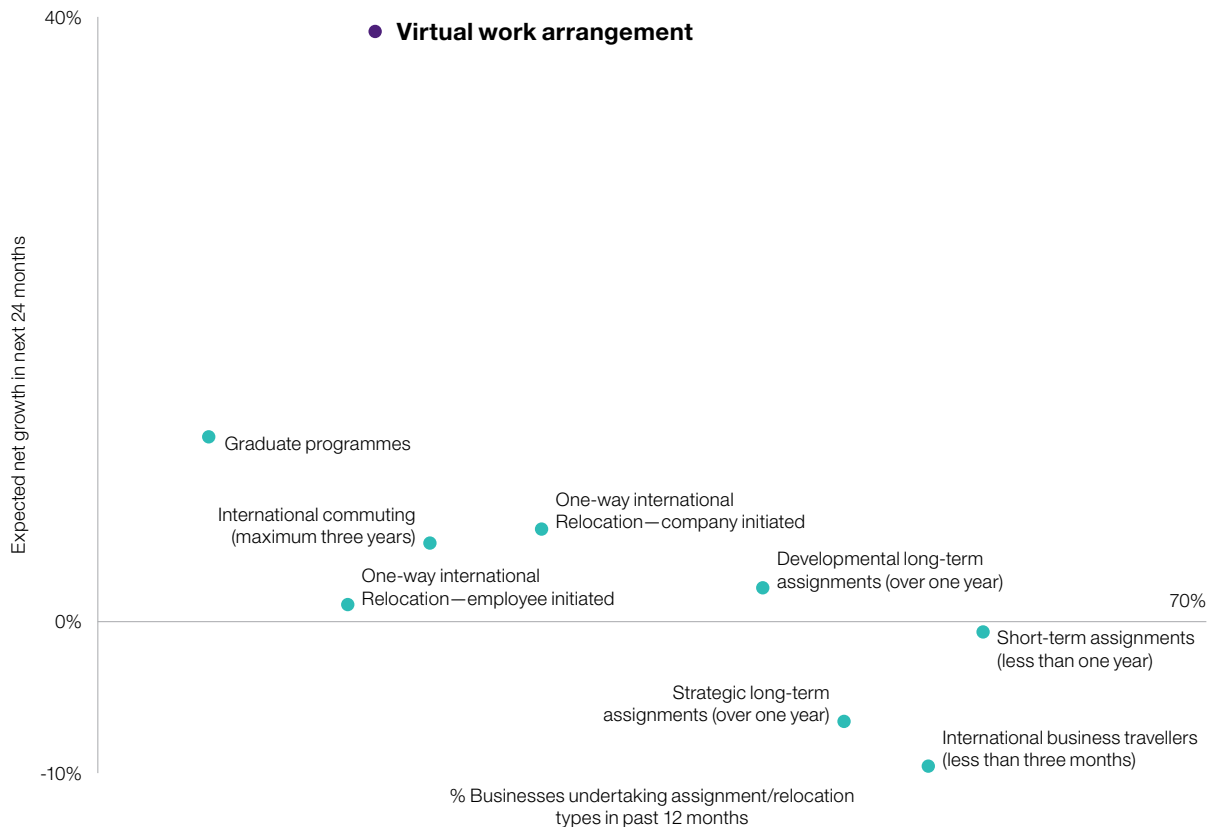 40%
Virtual work arrangement
Expected net growth in next 24 months
Graduate programmes
One-way international
Relocation—company initiated
International commuting
(maximum three years)
Developmental long-term
assignments (over one year)
One-way international
Relocation—employee initiated
70%
0%
Short-term assignments
(less than one year)
Strategic long-term
assignments (over one year)
International business travellers
(less than three months)
-10%
% Businesses undertaking assignment/relocation
types in past 12 months